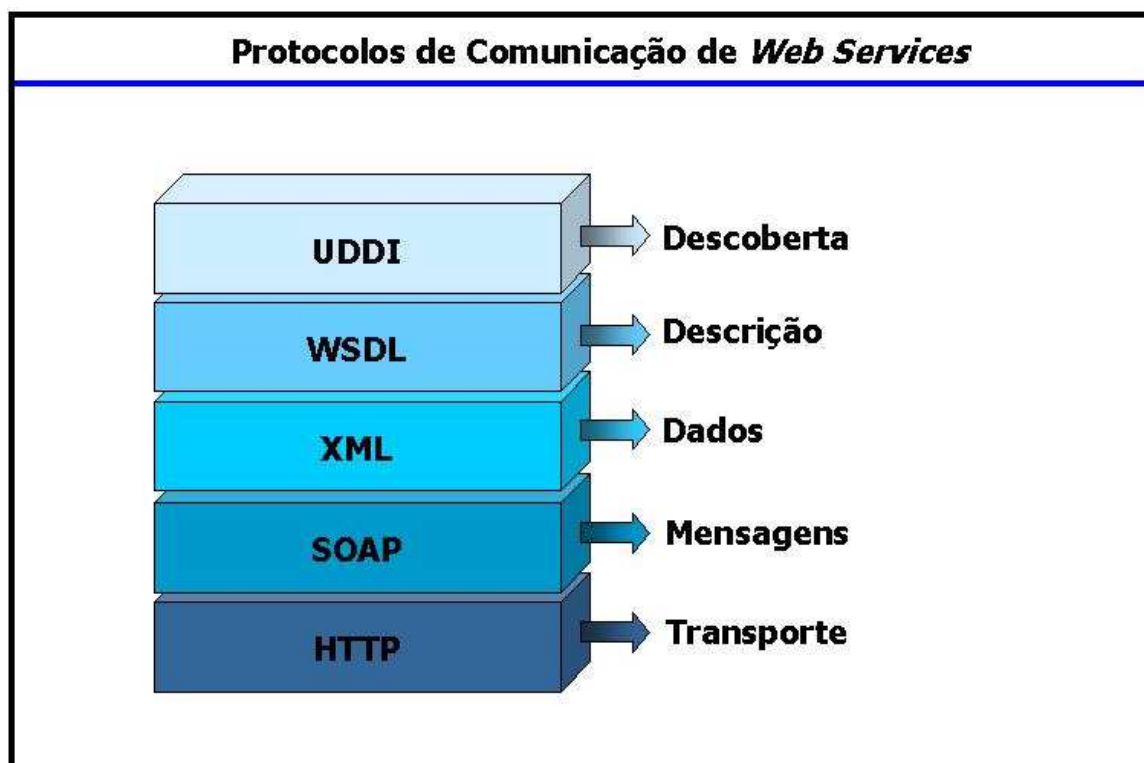 Protocolos de Comunicação de Web Services
UDDI
Descoberta
WSDL
Descrição
XML
Dados
SOAP
Mensagens
HTTP
Transporte